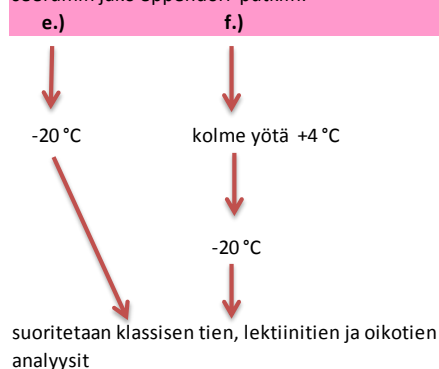 e.) f.)
-20 °C kolme yötä +4 °C
-20 °C
suoritetaan klassisen tien, lektiinitien ja oikotien
analyysit